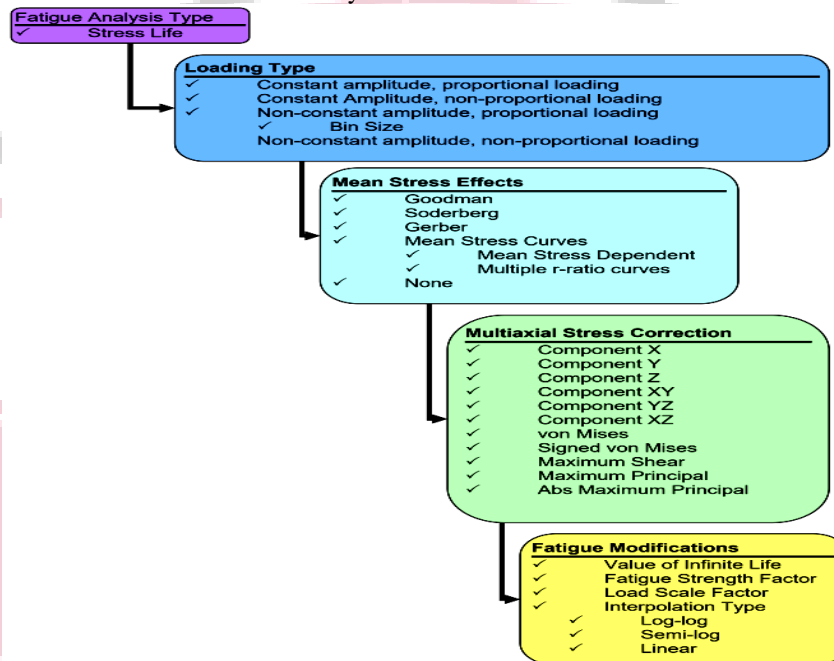 Fatigue Analysis Type
✓ Stress Life
Loading Type
✓ Constant amplitude, proportional loading
✓ Constant Amplitude, non-proportional loading
✓ Non-constant amplitude, proportional loading
✓ Bin Size
Non-constant amplitude, non-proportional loading
Mean Stress Effects
✓ Goodman
✓ Soderberg
✓ Gerber
✓ Mean Stress Curves
✓ Mean Stress Dependent
✓ Multiple r-ratio curves
✓ None
Multiaxial Stress Correction
✓ Component X
✓ Component Y
✓ Component Z
✓ Component XY
✓ Component YZ
✓ Component XZ
✓ von Mises
✓ Signed von Mises
✓ Maximum Shear
✓ Maximum Principal
✓ Abs Maximum Principal
Fatigue Modifications
✓ Value of Infinite Life
✓ Fatigue Strength Factor
✓ Load Scale Factor
✓ Interpolation Type
✓ Log-log
✓ Semi-log
✓ Linear